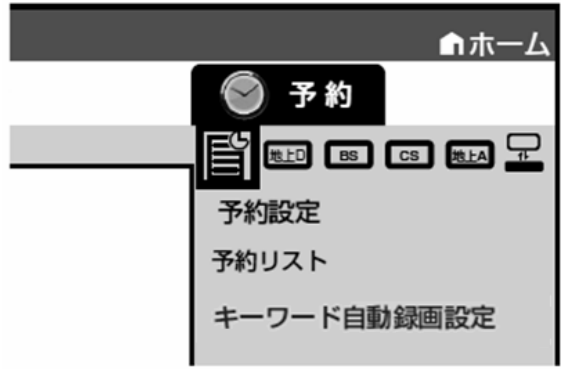 ホーム
予約
地上D BS CS 地上A
予約設定
予約リスト
キーワード自動録画設定